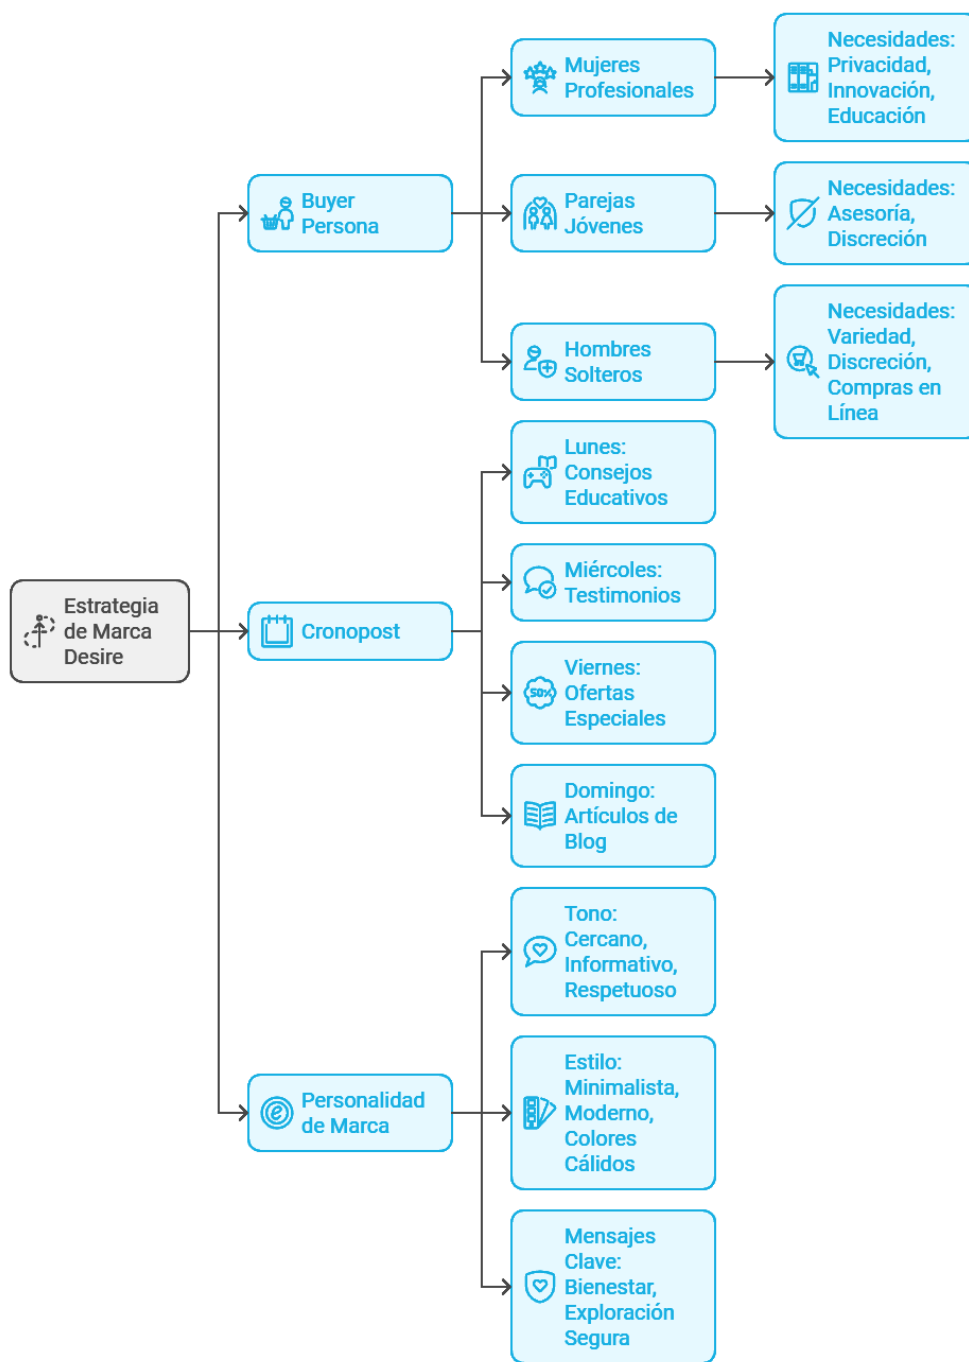 Estrategia
de Marca
Desire
Buyer
Persona
Mujeres
Profesionales
Necesidades:
Privacidad,
Innovación,
Educación
Parejas
Jóvenes
Necesidades:
Asesoría,
Discreción
Hombres
Solteros
Necesidades:
Variedad,
Discreción,
Compras en
Línea
Cronopost
Lunes:
Consejos
Educativos
Miércoles:
Testimonios
Viernes:
Ofertas
Especiales
50%
Domingo:
Artículos de
Blog
Personalidad
de Marca
e
Tono:
Cercano,
Informativo,
Respetuoso
Estilo:
Minimalista,
Moderno,
Colores
Cálidos
Mensajes
Clave:
Bienestar,
Exploración
Segura